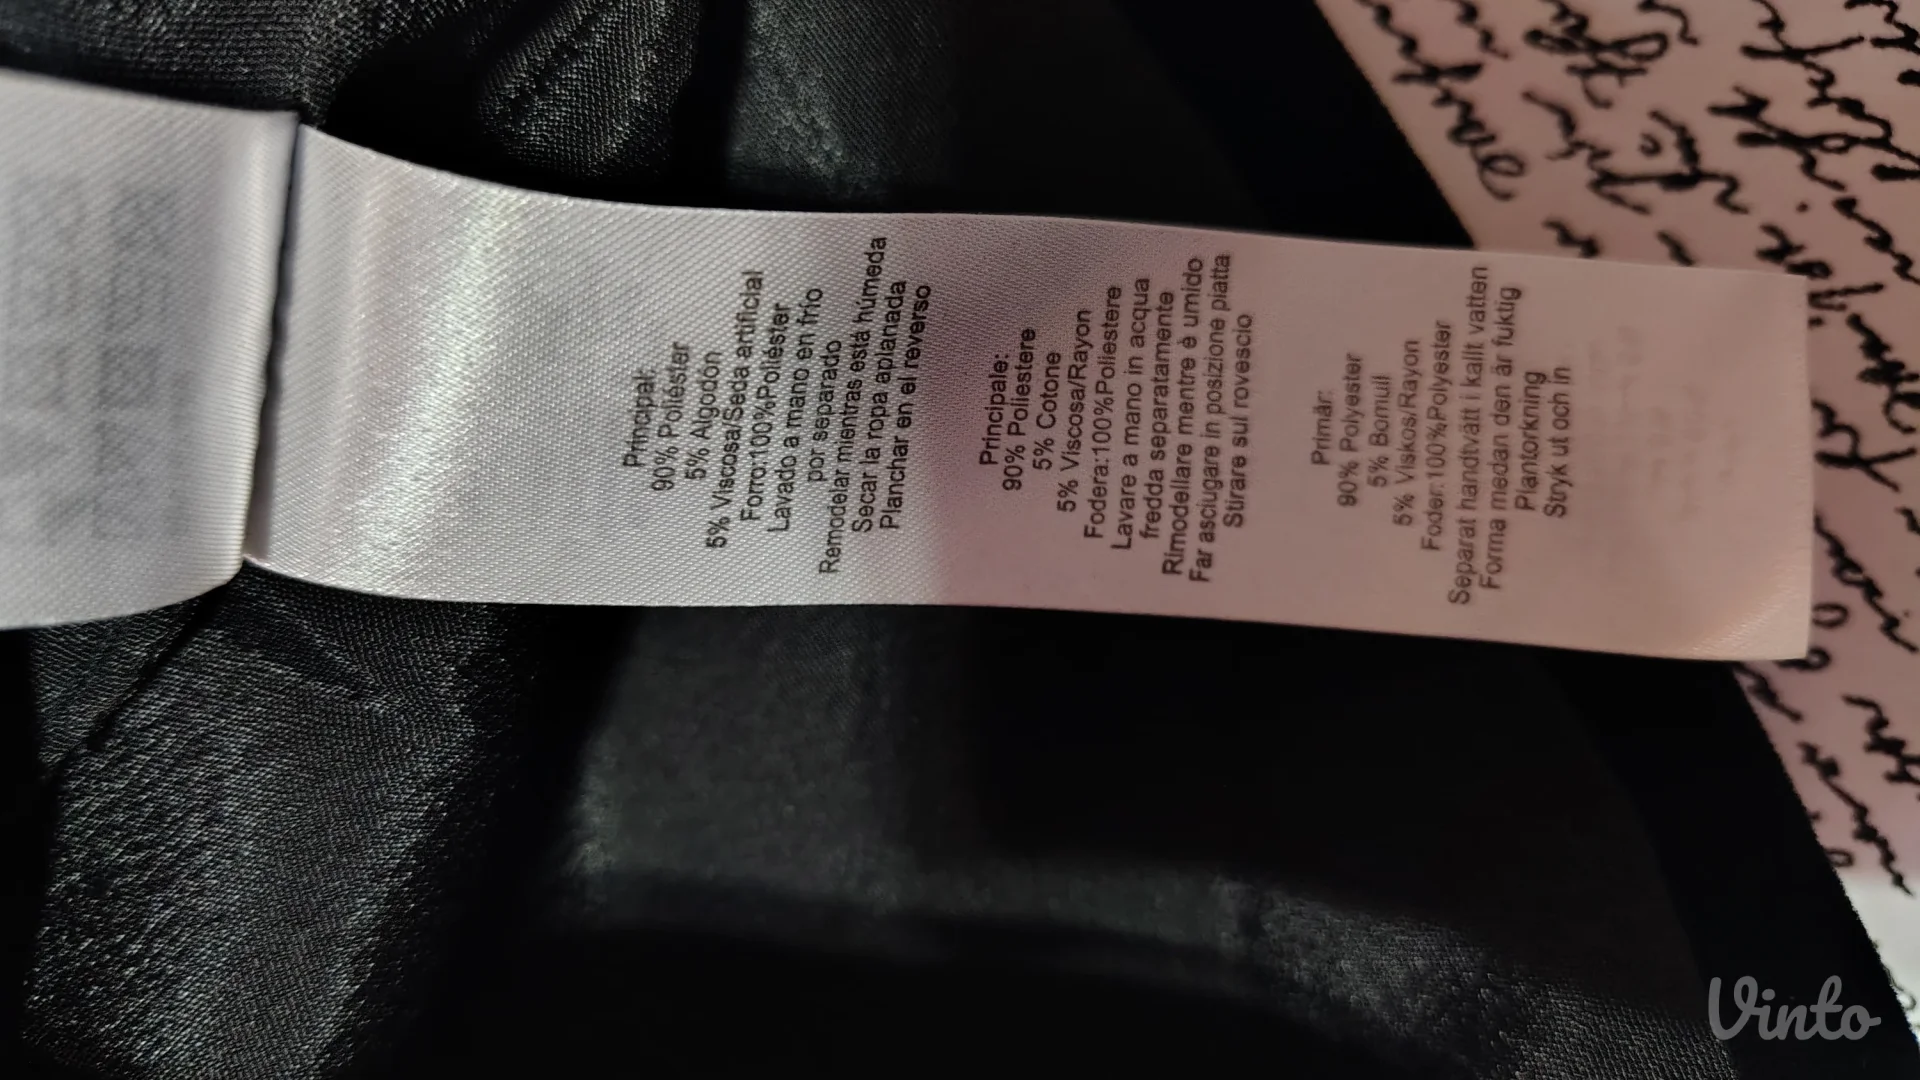 Principal:
90% Poliéster
5% Algodón
5% Viscosa/Seda artificial
Forro:100%Poliéster
Lavado a mano en frío
por separado
Remodelar mientras está húmeda
Secar la ropa aplanada
Planchar en el reverso
Principale:
90% Poliestere
5% Cotone
5% Viscosa/Rayon
Fodera:100%Poliestere
Lavare a mano in acqua
fredda separatamente
Rimodellare mentre è umido
Far asciugare in posizione piatta
Stirare sul rovescio
Primär:
90% Polyester
5% Bomull
5% Viskos/Rayon
Foder:100%Polyester
Separat handtvätt i kallt vatten
Forma medan den är fuktig
Plantorkning
Stryk ut och in
Vinto